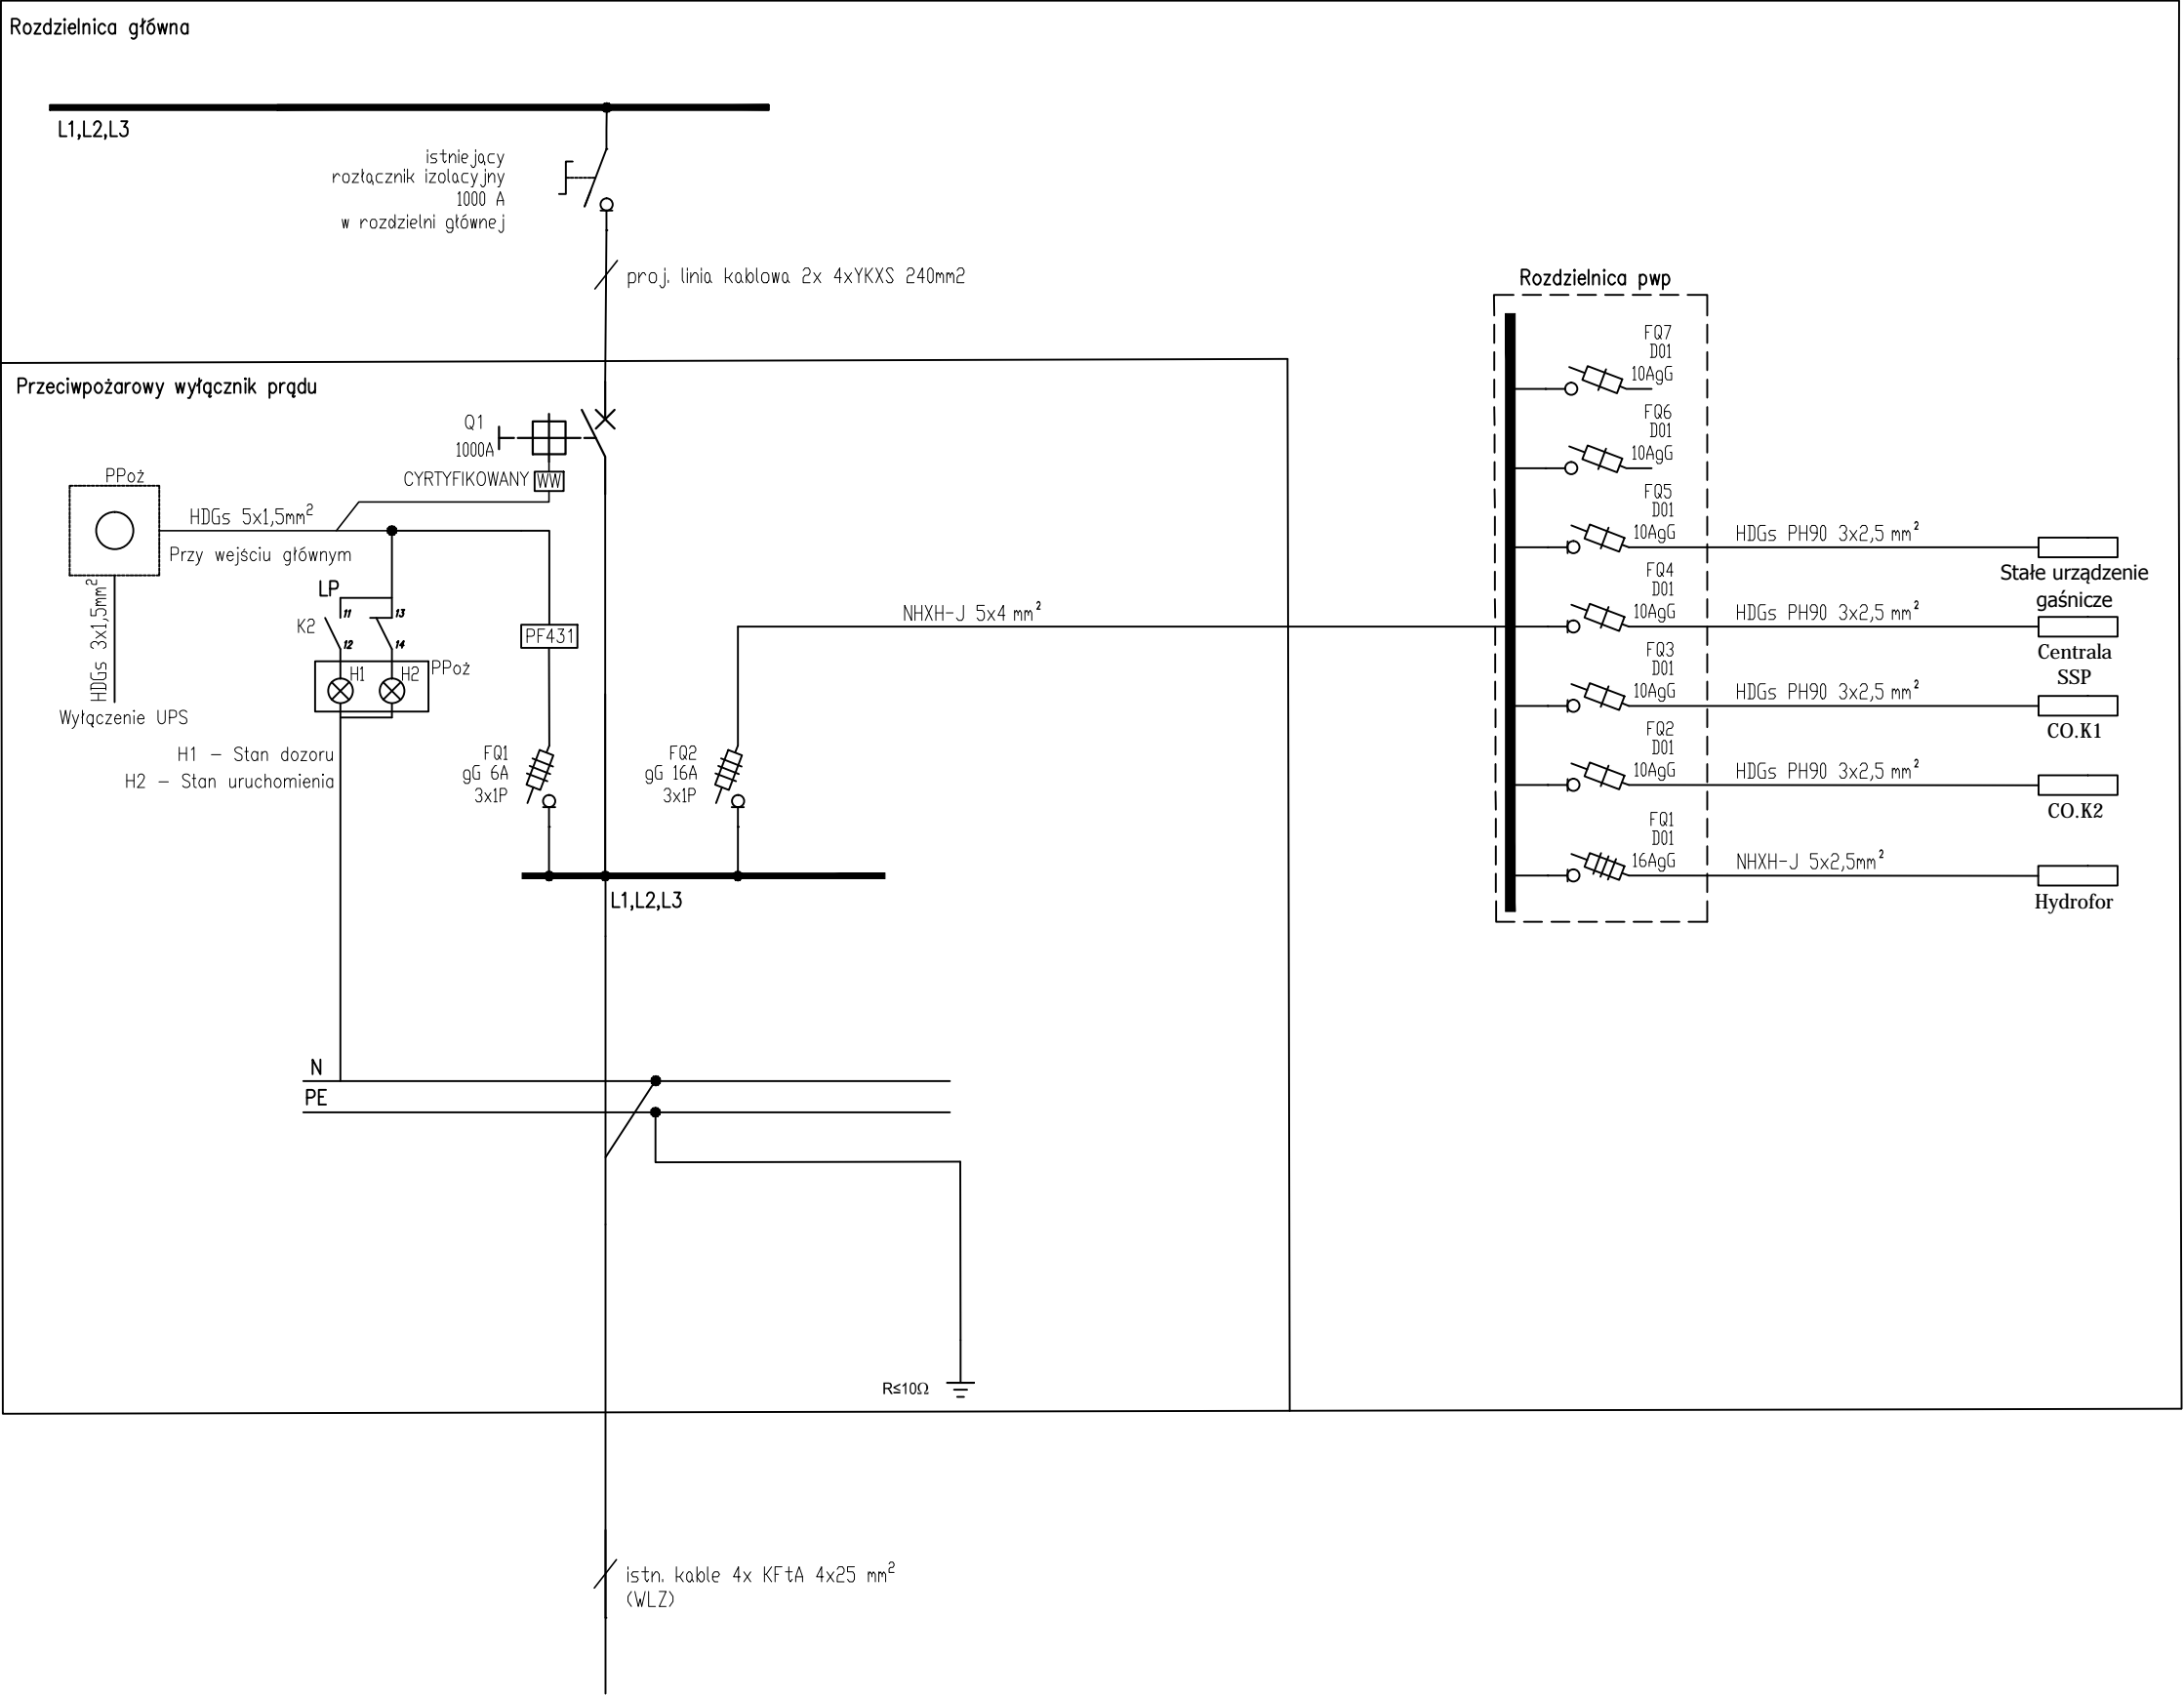 Rozdzielnica główna
L1,L2,L3
istniejący
rozłącznik izolacyjny
1000 A
w rozdzielni głównej
proj. linia kablowa 2x 4xYKXS 240mm2
Przeciwpożarowy wyłącznik prądu
Q1
1000A
CYRTYFIKOWANY
WW
PPoż
HDGs 5x1,5mm²
Przy wejściu głównym
HDGs 3x1,5mm²
Wyłączenie UPS
LP
K2
11
13
12
14
H1
H2
PPoż
H1 – Stan dozoru
H2 – Stan uruchomienia
PF431
FQ1
gG 6A
3x1P
FQ2
gG 16A
3x1P
NHXH-J 5x4 mm²
L1,L2,L3
N
PE
R≤10Ω
istn. kable 4x KFtA 4x25 mm²
(WLZ)
Rozdzielnica pwp
FQ7
D01
10AgG
FQ6
D01
10AgG
FQ5
D01
10AgG
HDGs PH90 3x2,5 mm²
Stałe urządzenie
gaśnicze
FQ4
D01
10AgG
HDGs PH90 3x2,5 mm²
Centrala
SSP
FQ3
D01
10AgG
HDGs PH90 3x2,5 mm²
CO.K1
FQ2
D01
10AgG
HDGs PH90 3x2,5 mm²
CO.K2
FQ1
D01
16AgG
NHXH-J 5x2,5mm²
Hydrofor